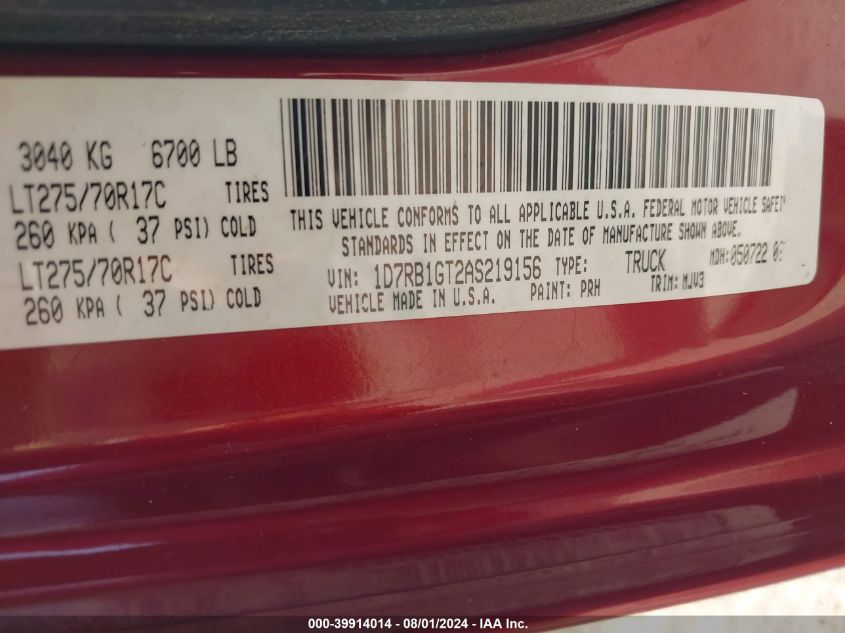 3040 KG 6700 LB
LT275/70R17C TIRES
260 KPA ( 37 PSI) COLD
LT275/70R17C TIRES
260 KPA ( 37 PSI) COLD
THIS VEHICLE CONFORMS TO ALL APPLICABLE U.S.A. FEDERAL MOTOR VEHICLE SAFETY
STANDARDS IN EFFECT ON THE DATE OF MANUFACTURE SHOWN ABOVE.
VIN: 1D7RB1GT2AS219156 TYPE: TRUCK MDH: 050722
VEHICLE MADE IN U.S.A. PAINT: PRH TRIM: MJV3
000-39914014 - 08/01/2024 - IAA, Inc.